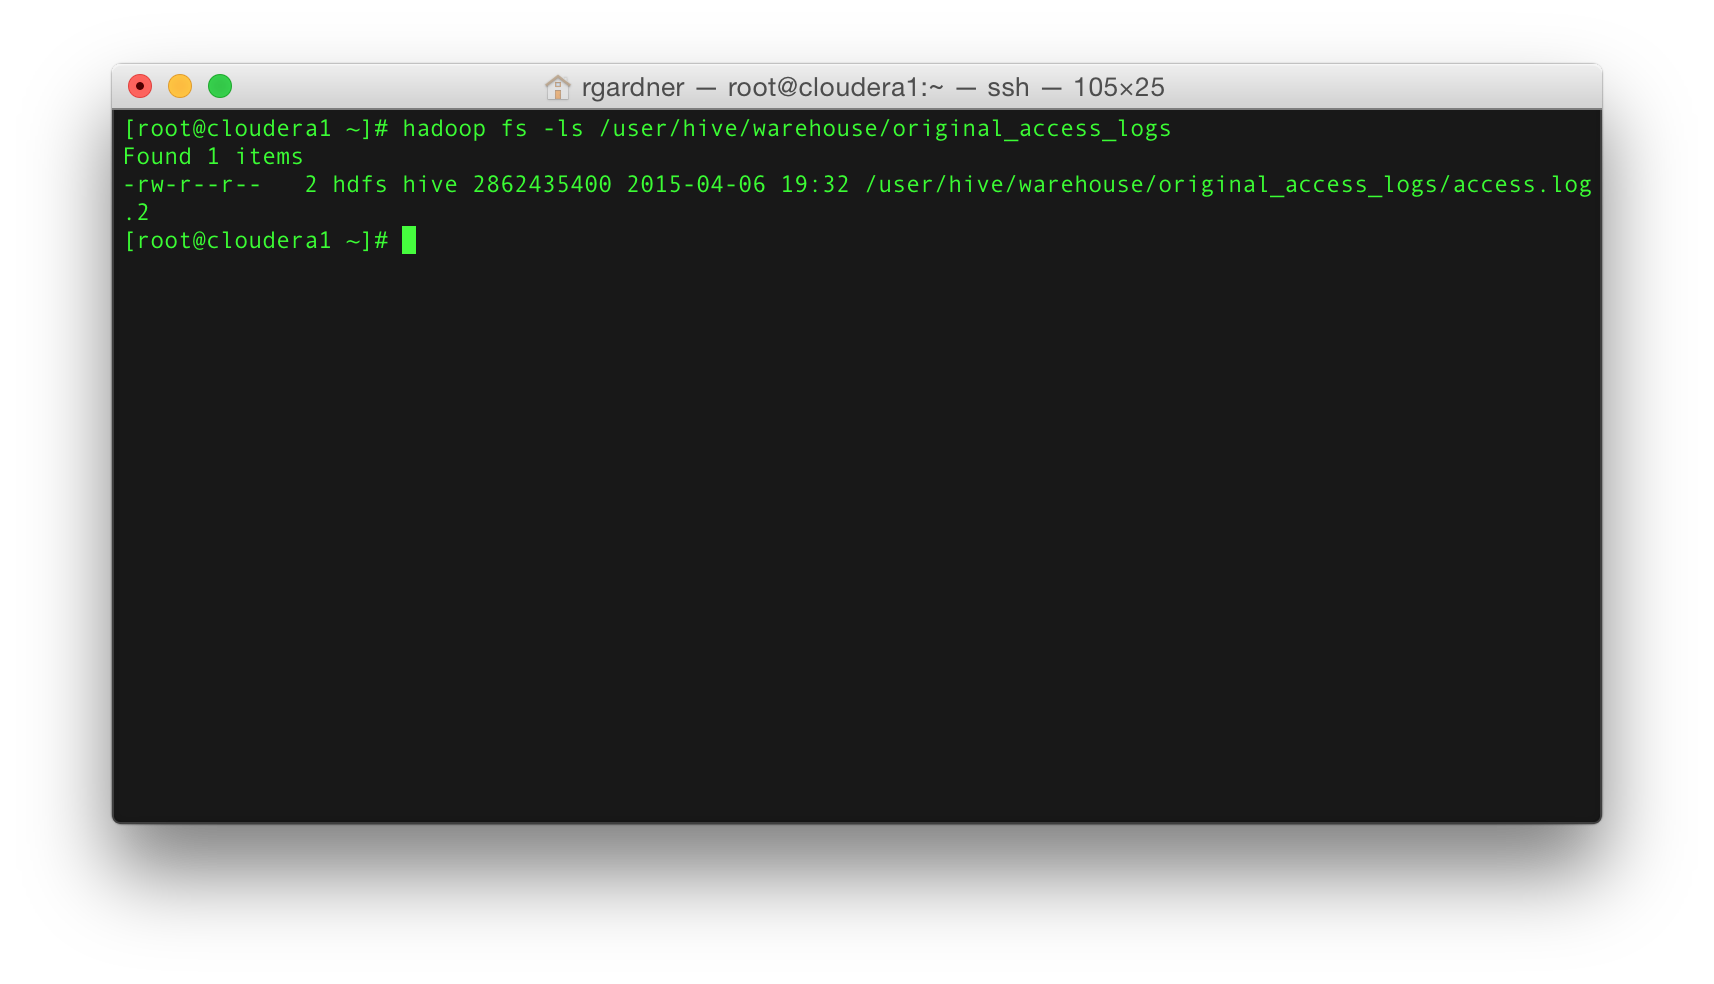 rgardner — root@cloudera1:~ — ssh — 105×25
[root@cloudera1 ~]# hadoop fs -ls /user/hive/warehouse/original_access_logs
Found 1 items
-rw-r--r--   2 hdfs hive 2862435400 2015-04-06 19:32 /user/hive/warehouse/original_access_logs/access.log
.2
[root@cloudera1 ~]#